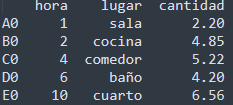 hora lugar cantidad
A0 1 sala 2.20
B0 2 cocina 4.85
C0 4 comedor 5.22
D0 6 baño 4.20
E0 10 cuarto 6.56